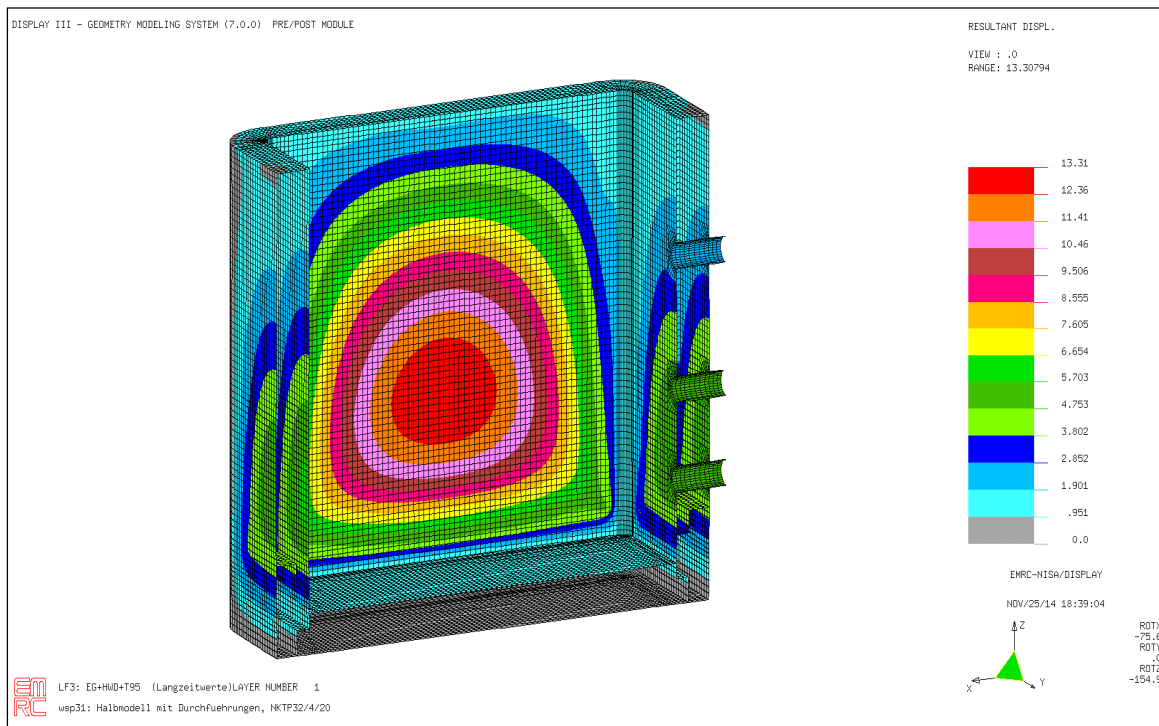 DISPLAY III - GEOMETRY MODELING SYSTEM (7.0.0) PRE/POST MODULE
RESULTANT DISPL.
VIEW : .0
RANGE: 13.30794
13.31
12.36
11.41
10.46
9.506
8.555
7.605
6.654
5.703
4.753
3.802
2.852
1.901
.951
0.0
EMRC-NISA/DISPLAY
NOV/25/14 18:39:04
Z
X
Y
ROTX
-75.6
ROTY
.0
ROTZ
-154.9
EMRC
LF3: EG+HWD+T95 (Langzeitwerte)LAYER NUMBER 1
wsp31: Halbmodell mit Durchfuehrungen, NKTP32/4/20